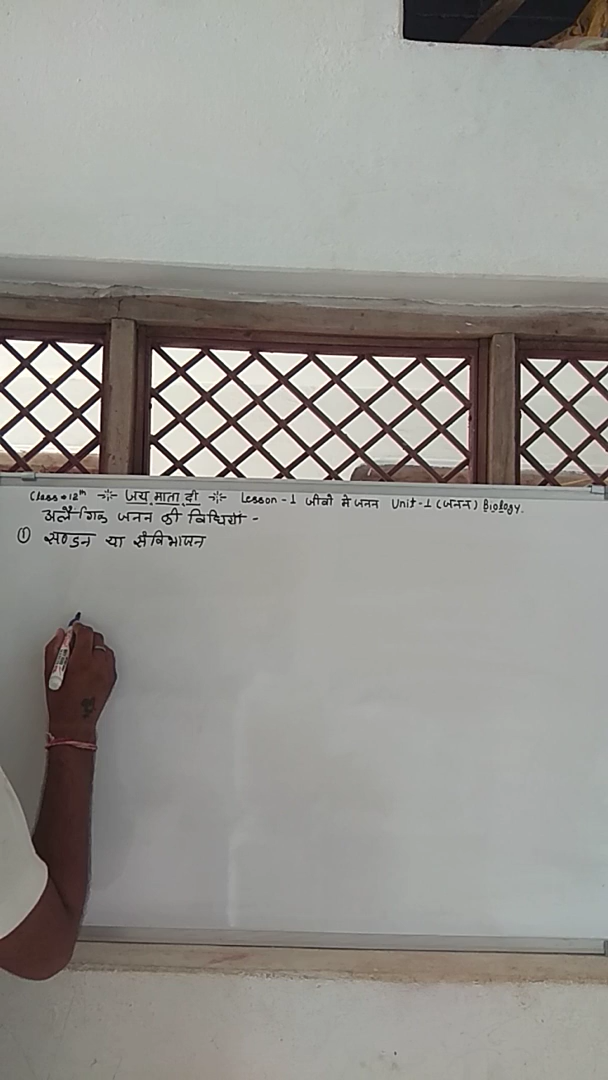 Class * 12th -:- जय माता दी -:- Lesson - 1 जीवो मे जनन Unit - 1 (जनन) Biology.
अलैंगिक जनन की विधियाँ -
① खण्डन या संविभाजन